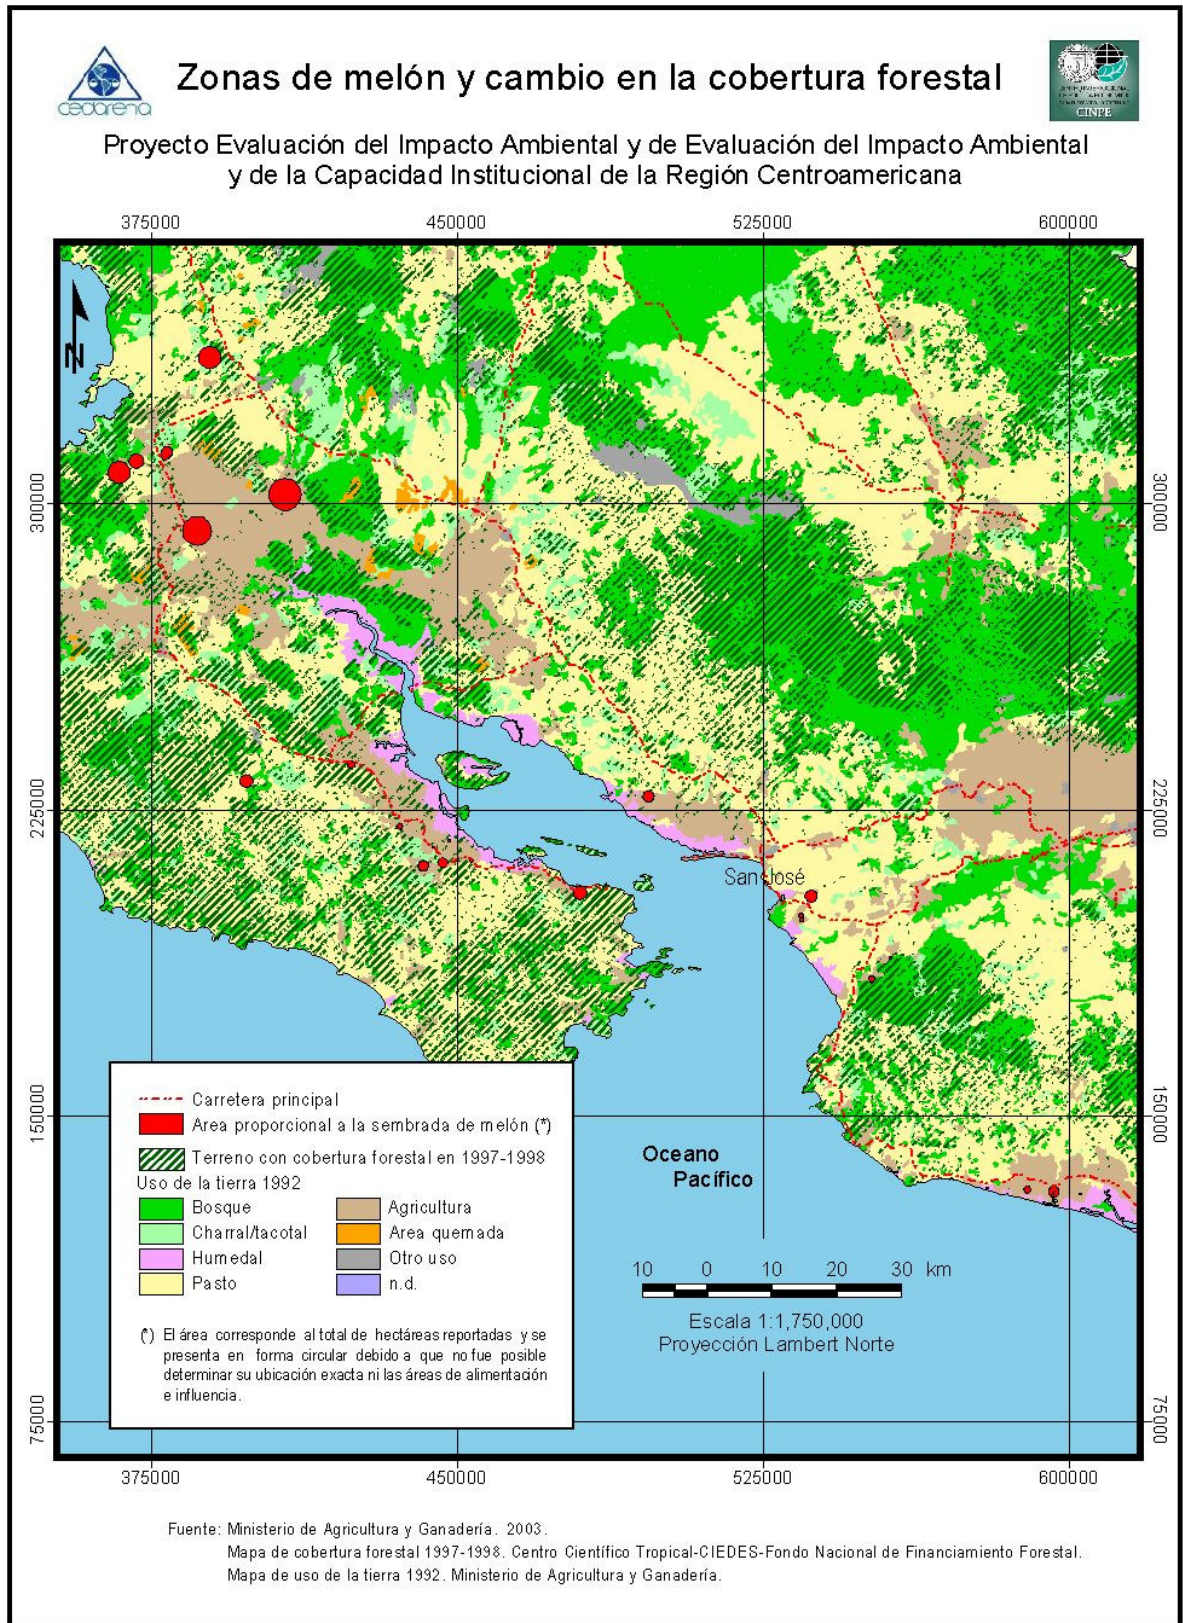 cedarena
Zonas de melón y cambio en la cobertura forestal
CINPE
Proyecto Evaluación del Impacto Ambiental y de Evaluación del Impacto Ambiental
y de la Capacidad Institucional de la Región Centroamericana
375000 450000 525000 600000
N
300000 300000
225000 225000
San José
150000 150000
Oceano
Pacífico
Carretera principal
Area proporcional a la sembrada de melón (*)
Terreno con cobertura forestal en 1997-1998
Uso de la tierra 1992
Bosque Agricultura
Charral/tacotal Area quemada
Humedal Otro uso
Pasto n.d.
(*) El área corresponde al total de hectáreas reportadas y se
presenta en forma circular debido a que no fue posible
determinar su ubicación exacta ni las áreas de alimentación
e influencia.
10 0 10 20 30 km
Escala 1:1,750,000
Proyección Lambert Norte
75000 75000
375000 450000 525000 600000
Fuente: Ministerio de Agricultura y Ganadería. 2003.
Mapa de cobertura forestal 1997-1998. Centro Científico Tropical-CIEDES-Fondo Nacional de Financiamiento Forestal.
Mapa de uso de la tierra 1992. Ministerio de Agricultura y Ganadería.